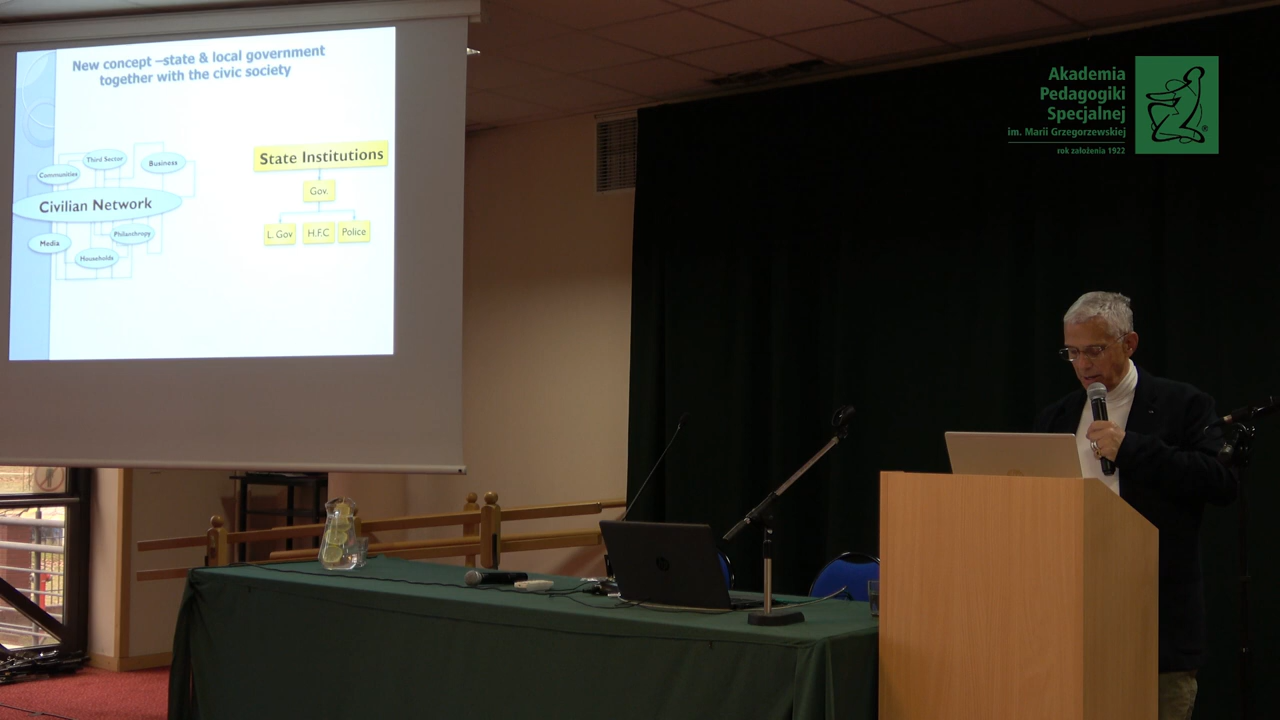 New concept –state & local government
together with the civic society
Third Sector
Business
Communities
Civilian Network
Philanthropy
Media
Households
State Institutions
Gov.
L. Gov
H.F.C
Police
Akademia
Pedagogiki
Specjalnej
im. Marii Grzegorzewskiej
rok założenia 1922